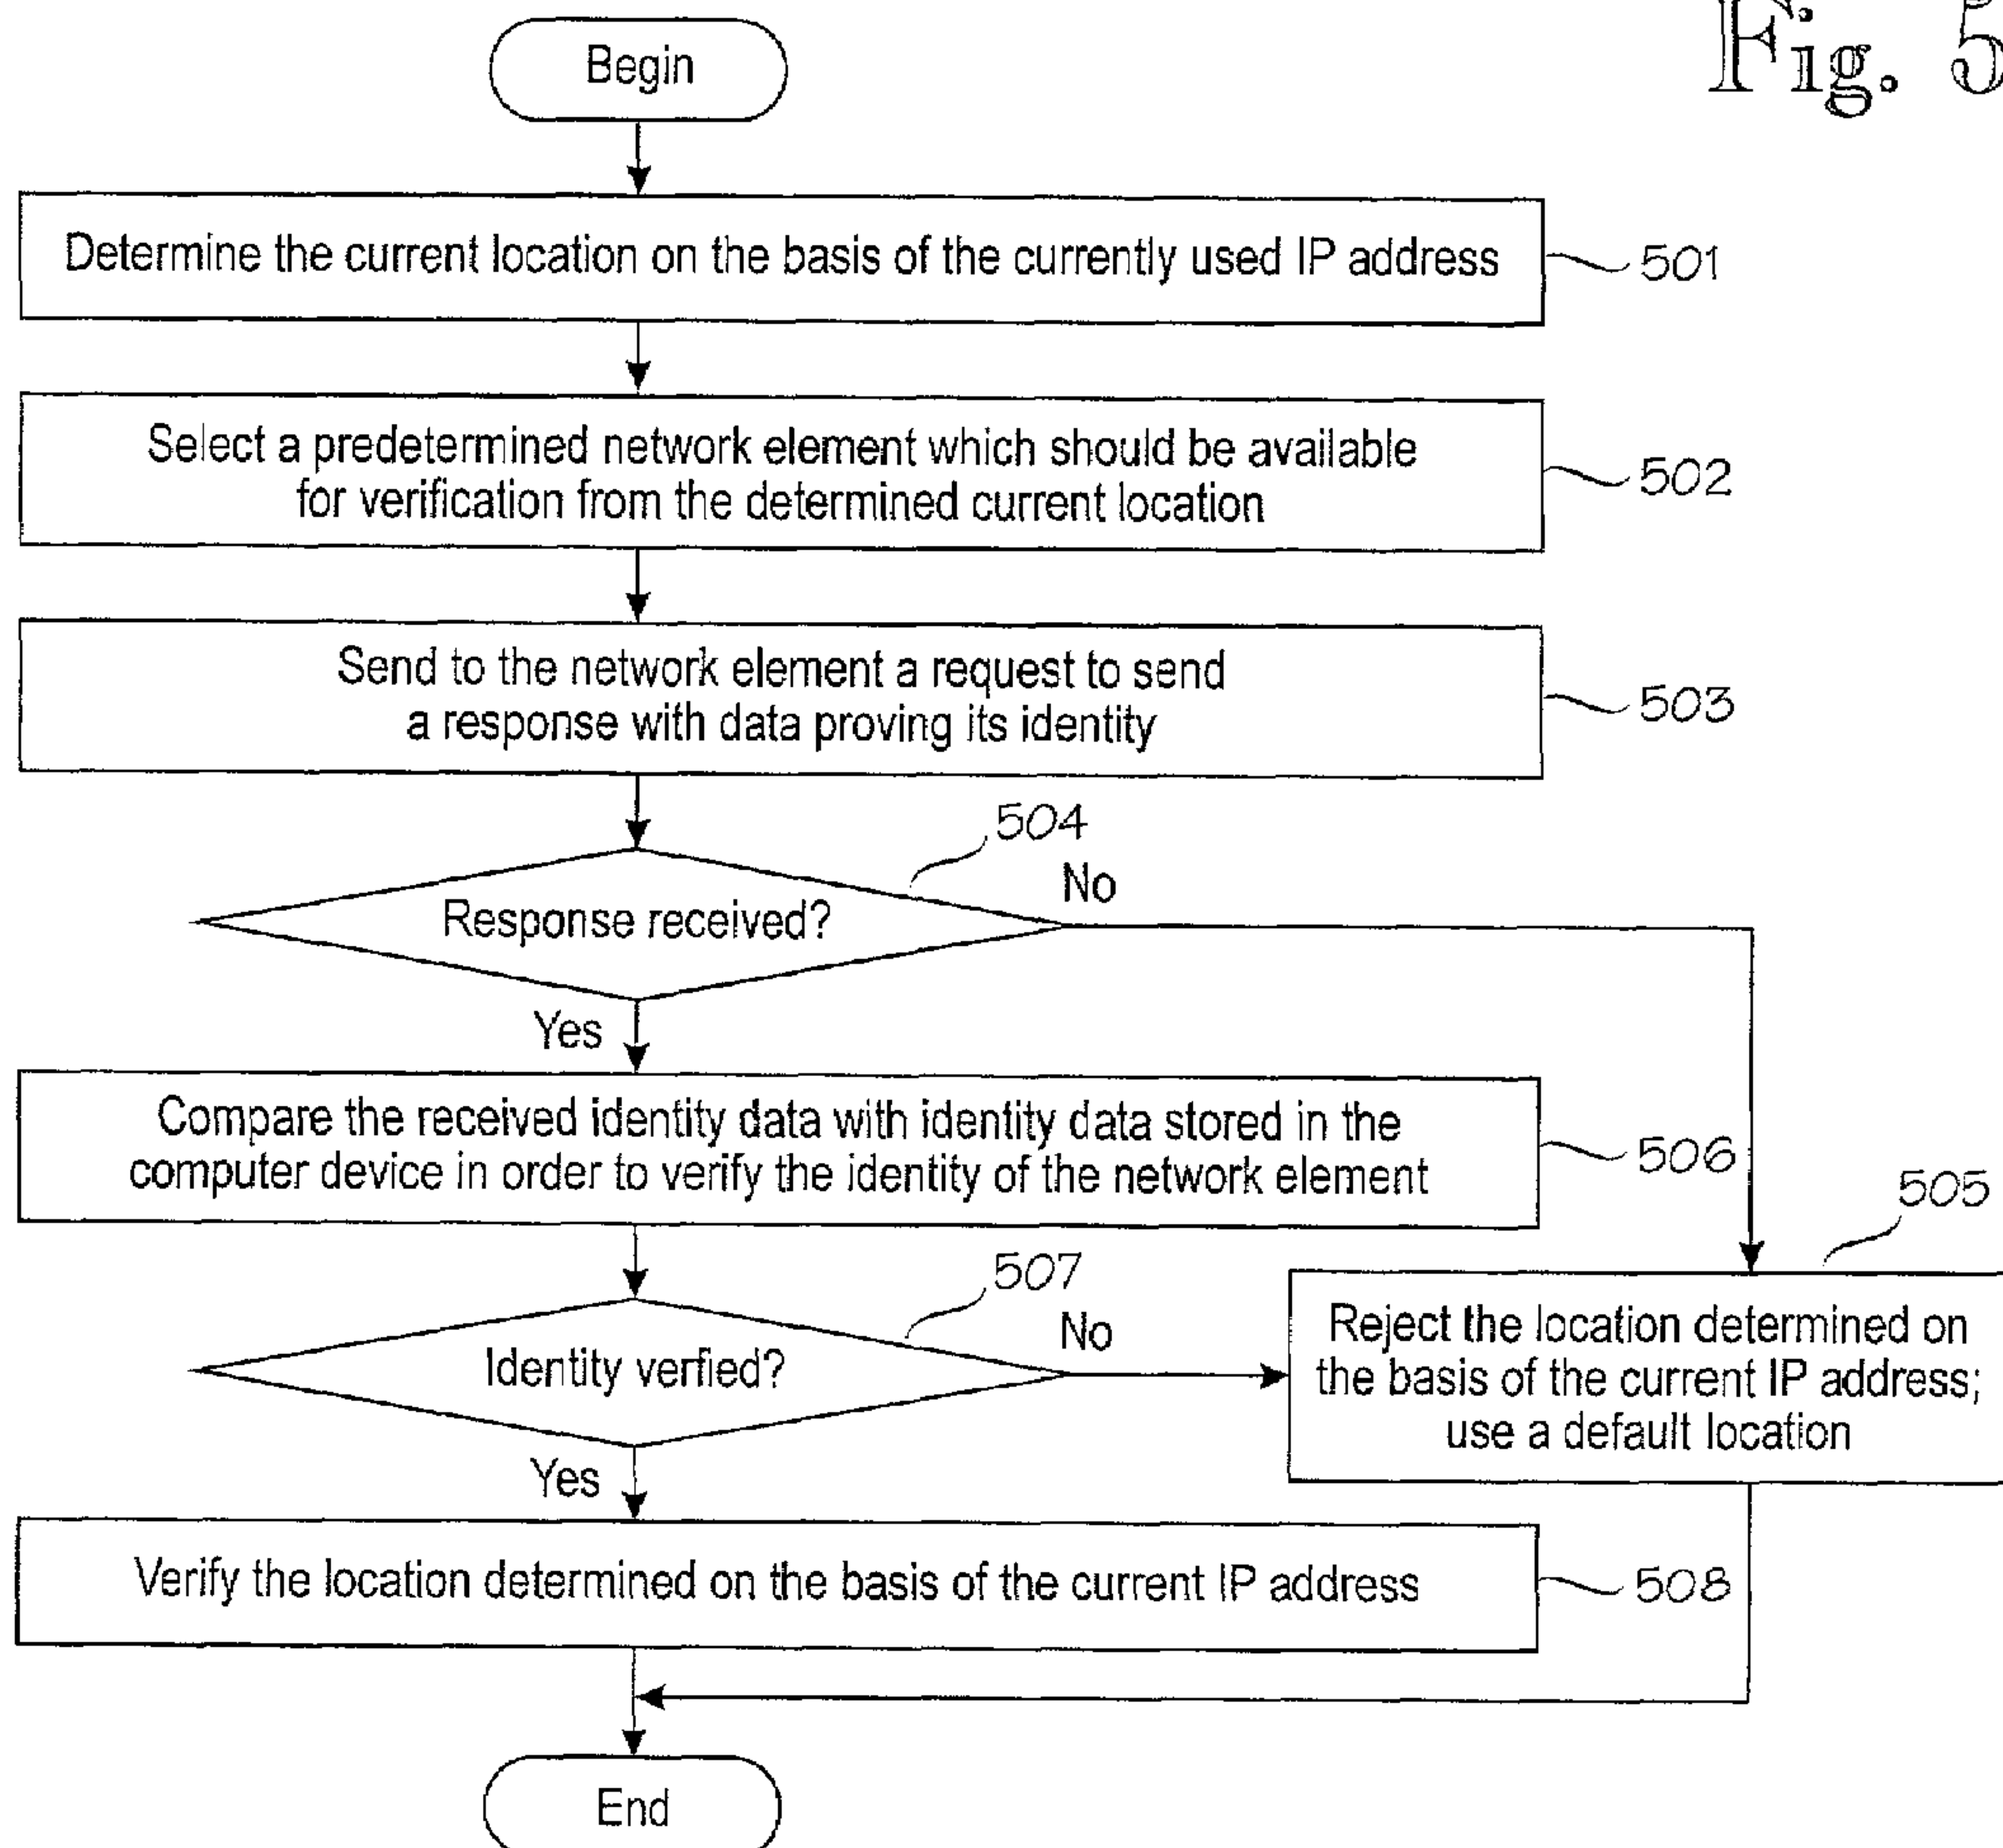 Fig. 5
Begin
Determine the current location on the basis of the currently used IP address
501
Select a predetermined network element which should be available
for verification from the determined current location
502
Send to the network element a request to send
a response with data proving its identity
503
504
Response received?
No
Yes
Compare the received identity data with identity data stored in the
computer device in order to verify the identity of the network element
506
505
507
Identity verfied?
No
Reject the location determined on
the basis of the current IP address;
use a default location
Yes
Verify the location determined on the basis of the current IP address
508
End